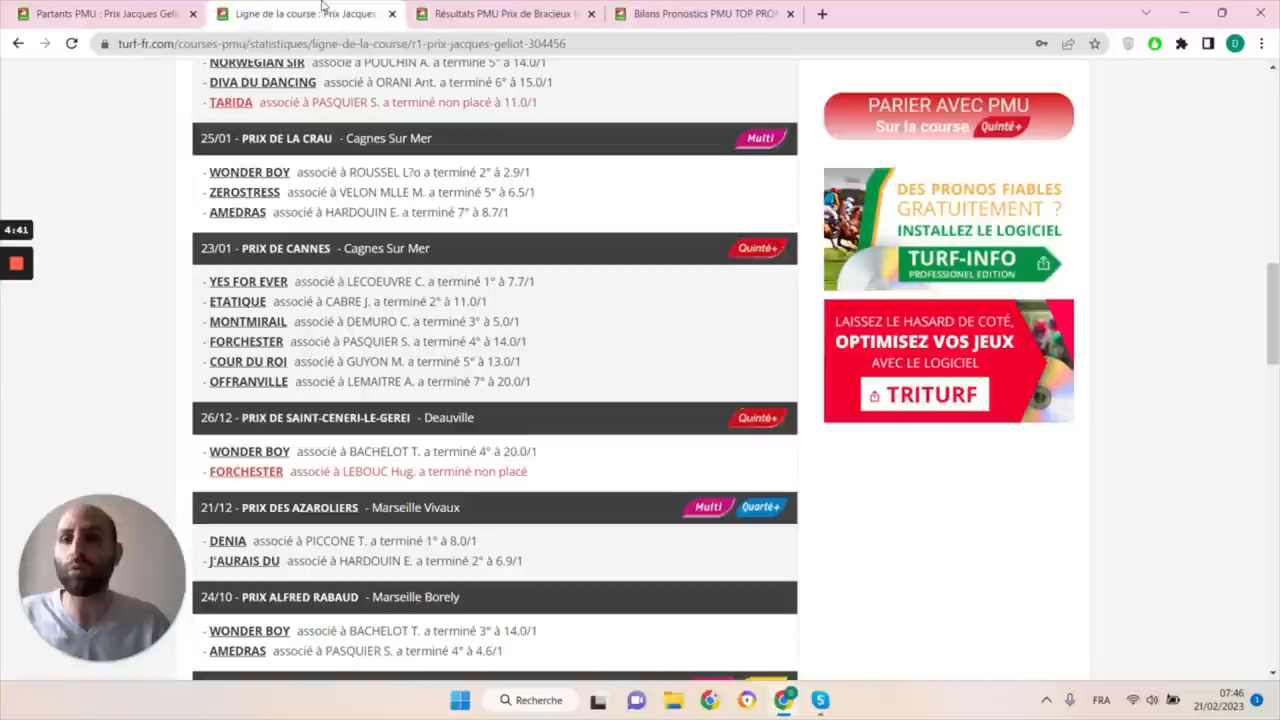 Partants PMU : Prix Jacques Geli
Ligne de la course : Prix Jacques
Résultats PMU Prix de Bracieux
Bilans Pronostics PMU TOP PRO
turf-fr.com/courses-pmu/statistiques/ligne-de-la-course/r1-prix-jacques-geliot-304456
- NORWEGIAN SIR associé à POUCHIN A. a terminé 5° à 14.0/1
- DIVA DU DANCING associé à ORANI Ant. a terminé 6° à 15.0/1
- TARIDA associé à PASQUIER S. a terminé non placé à 11.0/1
25/01 - PRIX DE LA CRAU - Cagnes Sur Mer Multi
- WONDER BOY associé à ROUSSEL L?o a terminé 2° à 2.9/1
- ZEROSTRESS associé à VELON MLLE M. a terminé 5° à 6.5/1
- AMEDRAS associé à HARDOUIN E. a terminé 7° à 8.7/1
23/01 - PRIX DE CANNES - Cagnes Sur Mer Quinté+
- YES FOR EVER associé à LECOEUVRE C. a terminé 1° à 7.7/1
- ETATIQUE associé à CABRE J. a terminé 2° à 11.0/1
- MONTMIRAIL associé à DEMURO C. a terminé 3° à 5.0/1
- FORCHESTER associé à PASQUIER S. a terminé 4° à 14.0/1
- COUR DU ROI associé à GUYON M. a terminé 5° à 13.0/1
- OFFRANVILLE associé à LEMAITRE A. a terminé 7° à 20.0/1
26/12 - PRIX DE SAINT-CENERI-LE-GEREI - Deauville Quinté+
- WONDER BOY associé à BACHELOT T. a terminé 4° à 20.0/1
- FORCHESTER associé à LEBOUC Hug. a terminé non placé
21/12 - PRIX DES AZAROLIERS - Marseille Vivaux Multi Quarté+
- DENIA associé à PICCONE T. a terminé 1° à 8.0/1
- J'AURAIS DU associé à HARDOUIN E. a terminé 2° à 6.9/1
24/10 - PRIX ALFRED RABAUD - Marseille Borely
- WONDER BOY associé à BACHELOT T. a terminé 3° à 14.0/1
- AMEDRAS associé à PASQUIER S. a terminé 4° à 4.6/1
PARIER AVEC PMU
Sur la course Quinté+
DES PRONOS FIABLES
GRATUITEMENT ?
INSTALLEZ LE LOGICIEL
TURF-INFO
PROFESSIONEL EDITION
LAISSEZ LE HASARD DE COTÉ,
OPTIMISEZ VOS JEUX
AVEC LE LOGICIEL
TRITURF
4:41
Recherche
FRA
07:46
21/02/2023